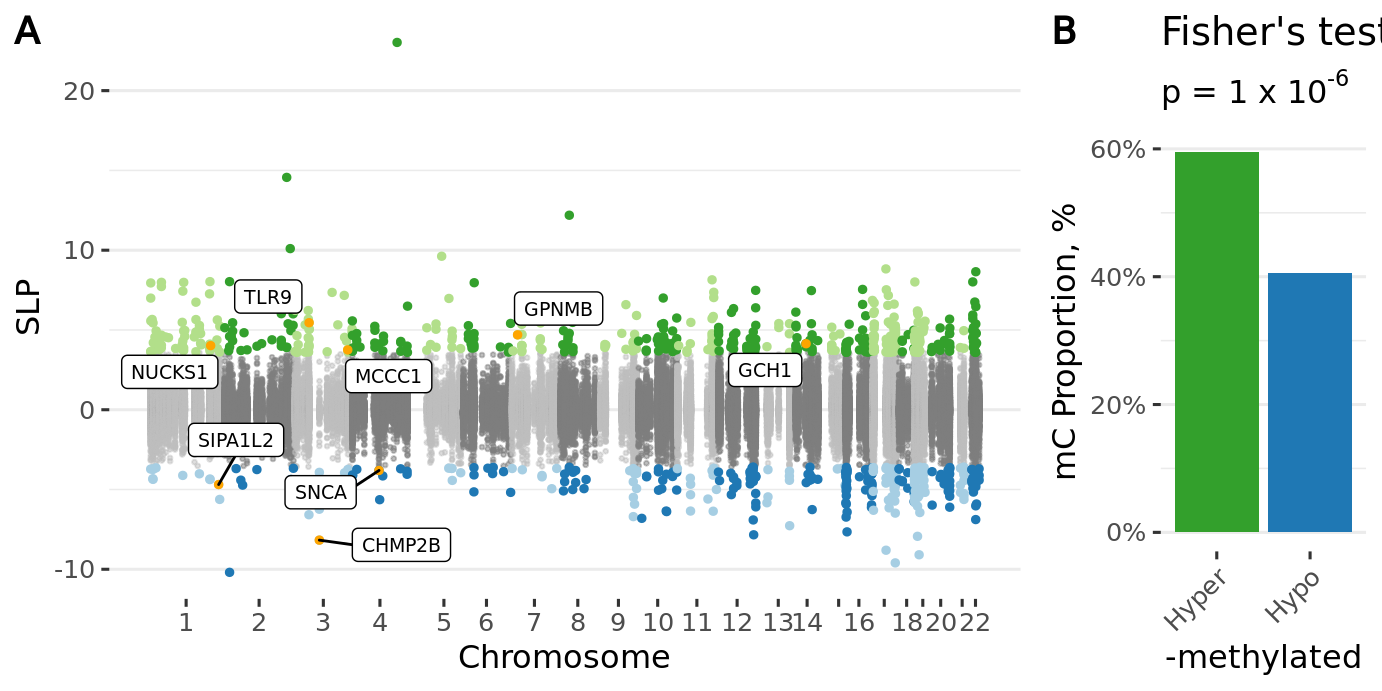 A
SLP
20
10
0
-10
TLR9
GPNMB
NUCKS1
MCCC1
GCH1
SIPA1L2
SNCA
CHMP2B
1 2 3 4 5 6 7 8 9 10 11 12 13 14 16 18 20 22
Chromosome
B
Fisher's test
p = 1 x 10⁻⁶
mC Proportion, %
60%
40%
20%
0%
Hyper Hypo
-methylated